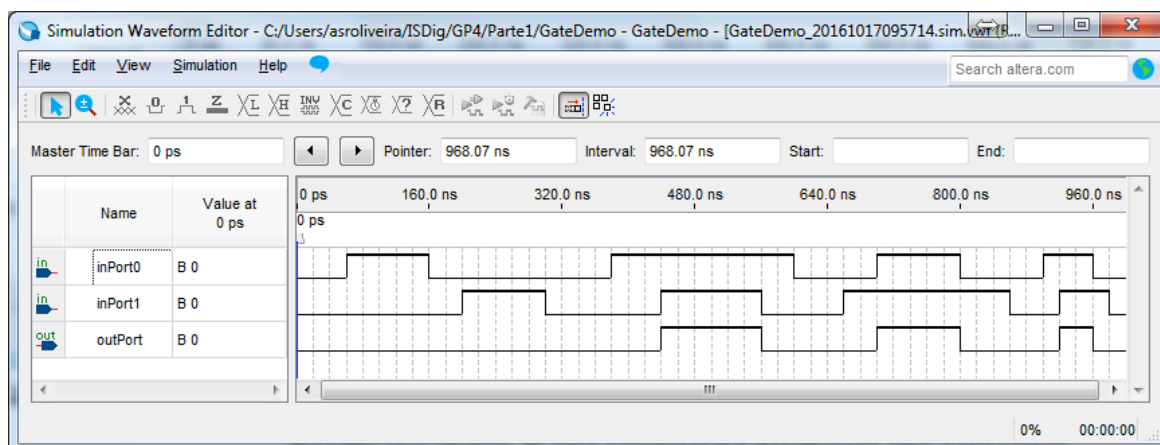 Simulation Waveform Editor - C:/Users/asroliveira/ISDig/GP4/Parte1/GateDemo - GateDemo - [GateDemo_20161017095714.sim.vwf (R...
File Edit View Simulation Help
Search altera.com
Master Time Bar: 0 ps Pointer: 968.07 ns Interval: 968.07 ns Start: End:
Name Value at 0 ps
0 ps 160.0 ns 320.0 ns 480.0 ns 640.0 ns 800.0 ns 960.0 ns
0 ps
in inPort0 B 0
in inPort1 B 0
out outPort B 0
0% 00:00:00